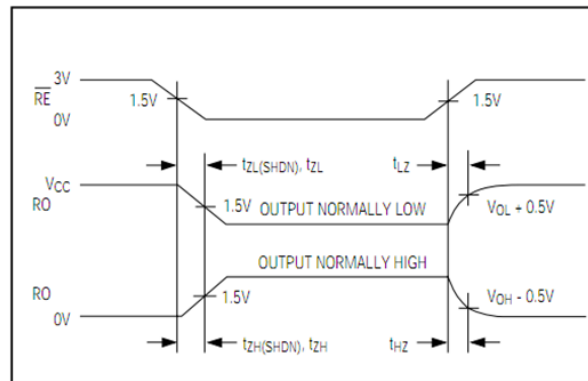 3V
RE
1.5V
1.5V
0V
tZL(SHDN), tZL
tLZ
VCC
RO
1.5V
OUTPUT NORMALLY LOW
VOL + 0.5V
OUTPUT NORMALLY HIGH
RO
1.5V
VOH - 0.5V
0V
tZH(SHDN), tZH
tHZ